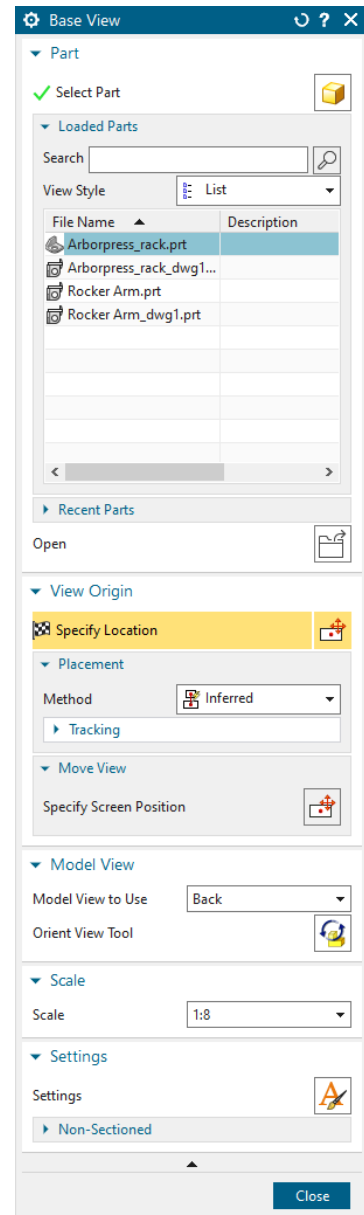 Base View
Part
Select Part
Loaded Parts
Search
View Style List
File Name Description
Arborpress_rack.prt
Arborpress_rack_dwg1...
Rocker Arm.prt
Rocker Arm_dwg1.prt
Recent Parts
Open
View Origin
Specify Location
Placement
Method Inferred
Tracking
Move View
Specify Screen Position
Model View
Model View to Use Back
Orient View Tool
Scale
Scale 1:8
Settings
Settings
Non-Sectioned
Close